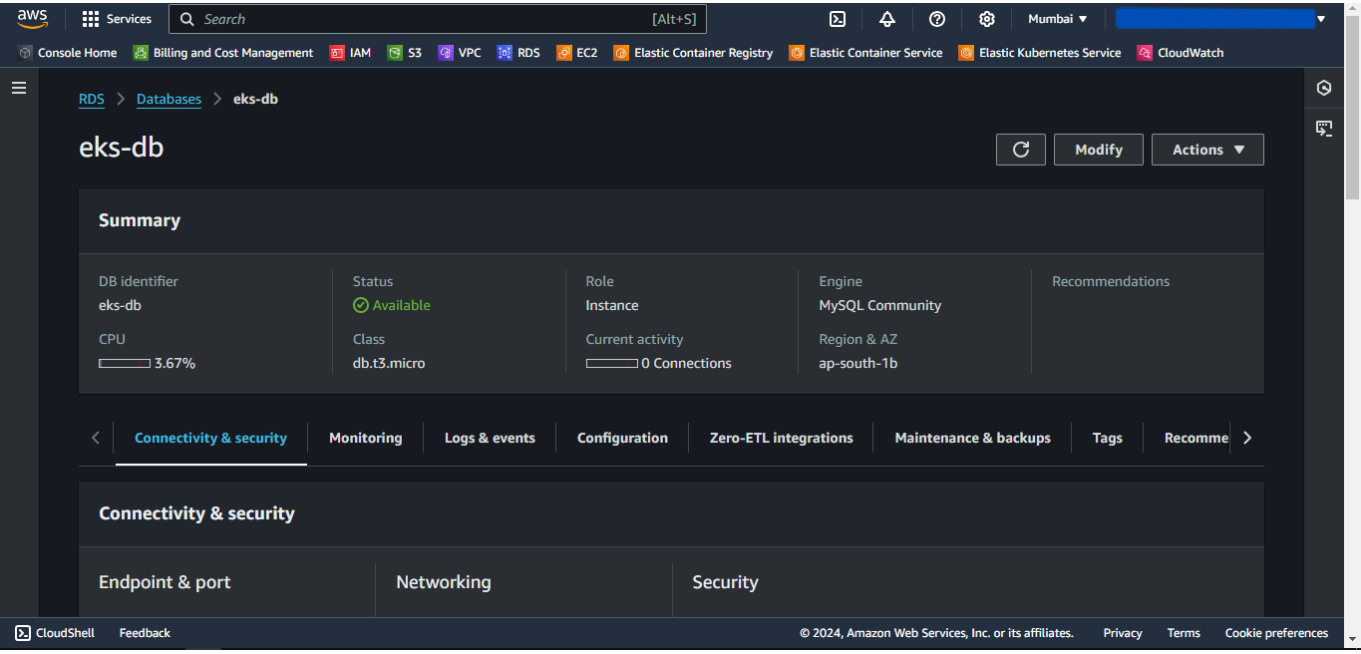 aws Services Search [Alt+S] Mumbai
Console Home Billing and Cost Management IAM S3 VPC RDS EC2 Elastic Container Registry Elastic Container Service Elastic Kubernetes Service CloudWatch
RDS > Databases > eks-db
eks-db
Modify Actions
Summary
DB identifier Status Role Engine Recommendations
eks-db Available Instance MySQL Community
CPU Class Current activity Region & AZ
3.67% db.t3.micro 0 Connections ap-south-1b
Connectivity & security Monitoring Logs & events Configuration Zero-ETL integrations Maintenance & backups Tags Recomme
Connectivity & security
Endpoint & port Networking Security
CloudShell Feedback © 2024, Amazon Web Services, Inc. or its affiliates. Privacy Terms Cookie preferences